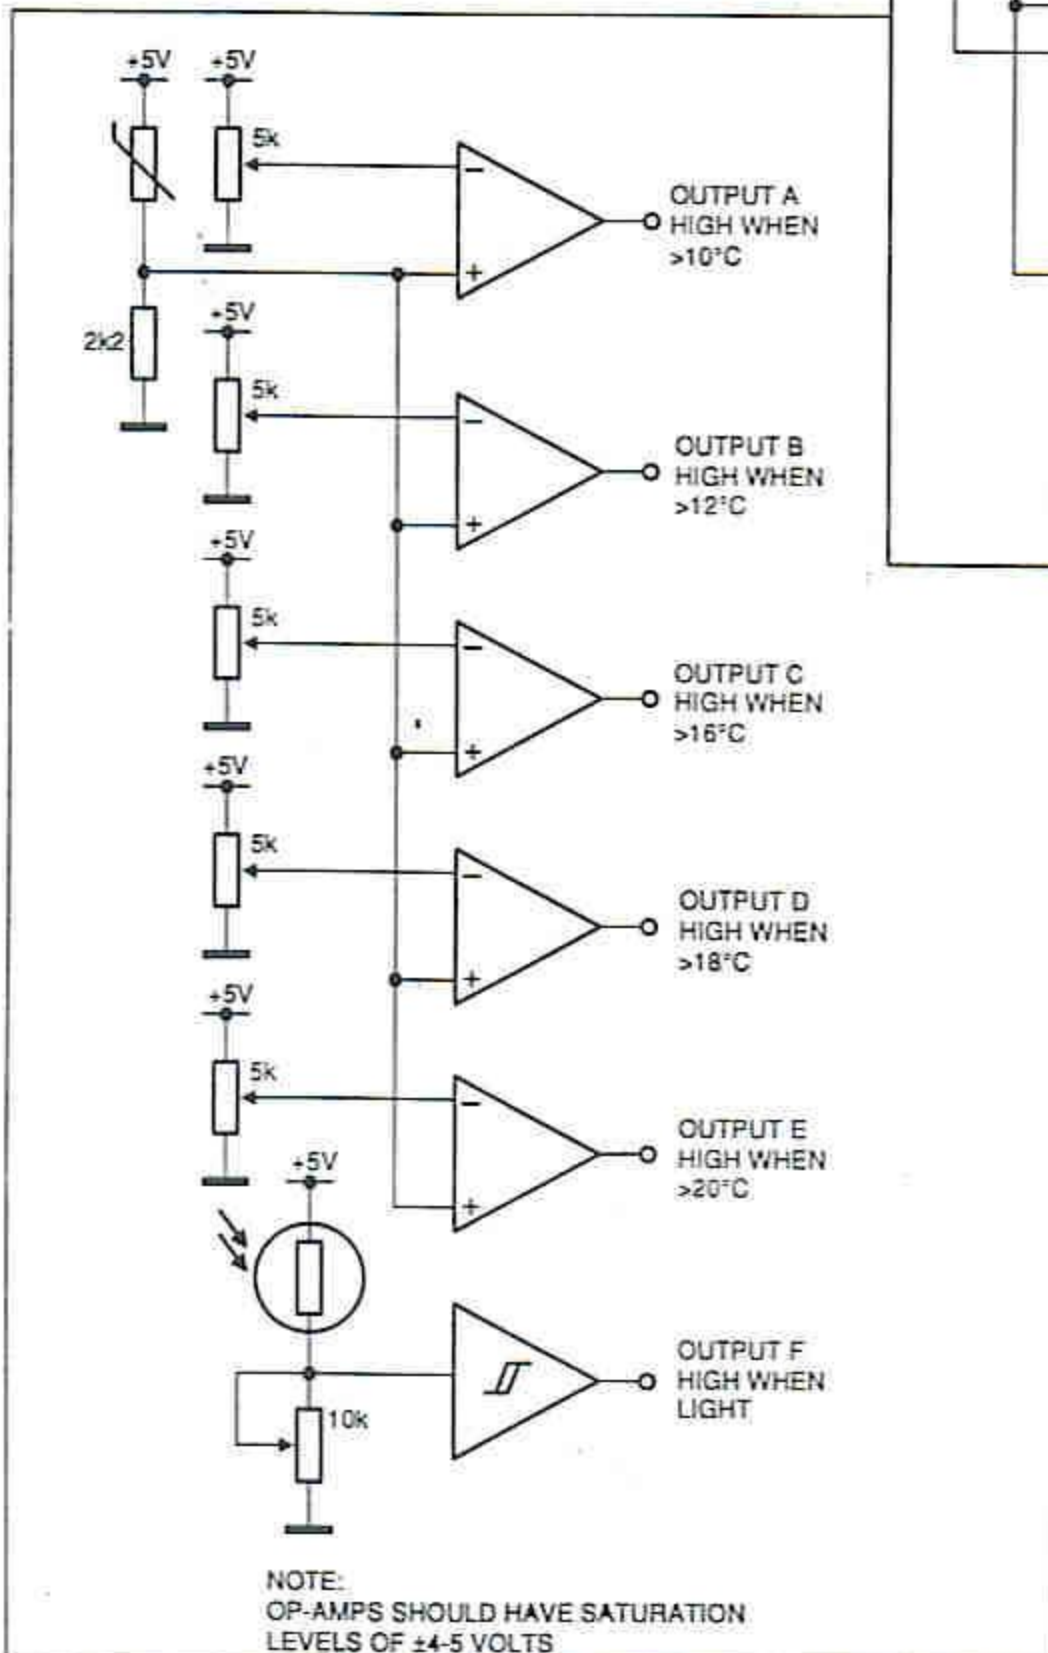 +5V
+5V
5k
−
OUTPUT A
HIGH WHEN
>10°C
+
+5V
2k2
5k
−
OUTPUT B
HIGH WHEN
>12°C
+
+5V
5k
−
OUTPUT C
HIGH WHEN
>16°C
+
+5V
5k
−
OUTPUT D
HIGH WHEN
>18°C
+
+5V
5k
−
OUTPUT E
HIGH WHEN
>20°C
+
+5V
OUTPUT F
HIGH WHEN
LIGHT
10k
NOTE:
OP-AMPS SHOULD HAVE SATURATION
LEVELS OF ±4-5 VOLTS